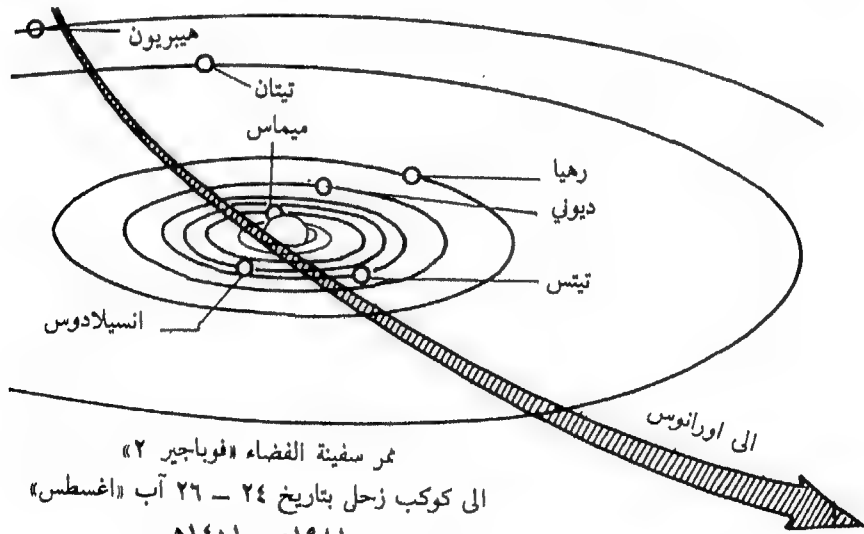 هيبريون
تيتان
ميماس
رهيا
ديوني
تيتس
انسيلادوس
الى اورانوس
ممر سفينة الفضاء «فوياجير ٢»
الى كوكب زحل بتاريخ ٢٤ – ٢٦ آب «اغسطس»